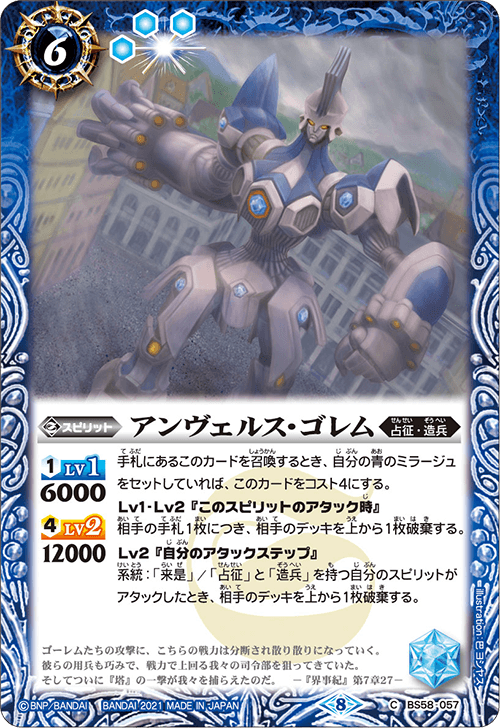 6
スピリット
アンヴェルス・ゴレム
占征・造兵
1 LV1
6000
4 LV2
12000
手札にあるこのカードを召喚するとき、自分の青のミラージュ
をセットしていれば、このカードをコスト4にする。
Lv1・Lv2『このスピリットのアタック時』
相手の手札1枚につき、相手のデッキを上から1枚破棄する。
Lv2『自分のアタックステップ』
系統:「来是」/「占征」と「造兵」を持つ自分のスピリットが
アタックしたとき、相手のデッキを上から1枚破棄する。
ゴーレムたちの攻撃に、こちらの戦力は分断され散り散りになっていく。
彼らの用兵も巧みで、戦力で上回る我々の司令部を狙ってきていた。
そしてついに『塔』の一撃が我々を捕らえたのだ。 ―『界事紀』第7章27―
Illustration:巴ヨシヤス
©BNP/BANDAI BANDAI 2021 MADE IN JAPAN
8
C BS58-057